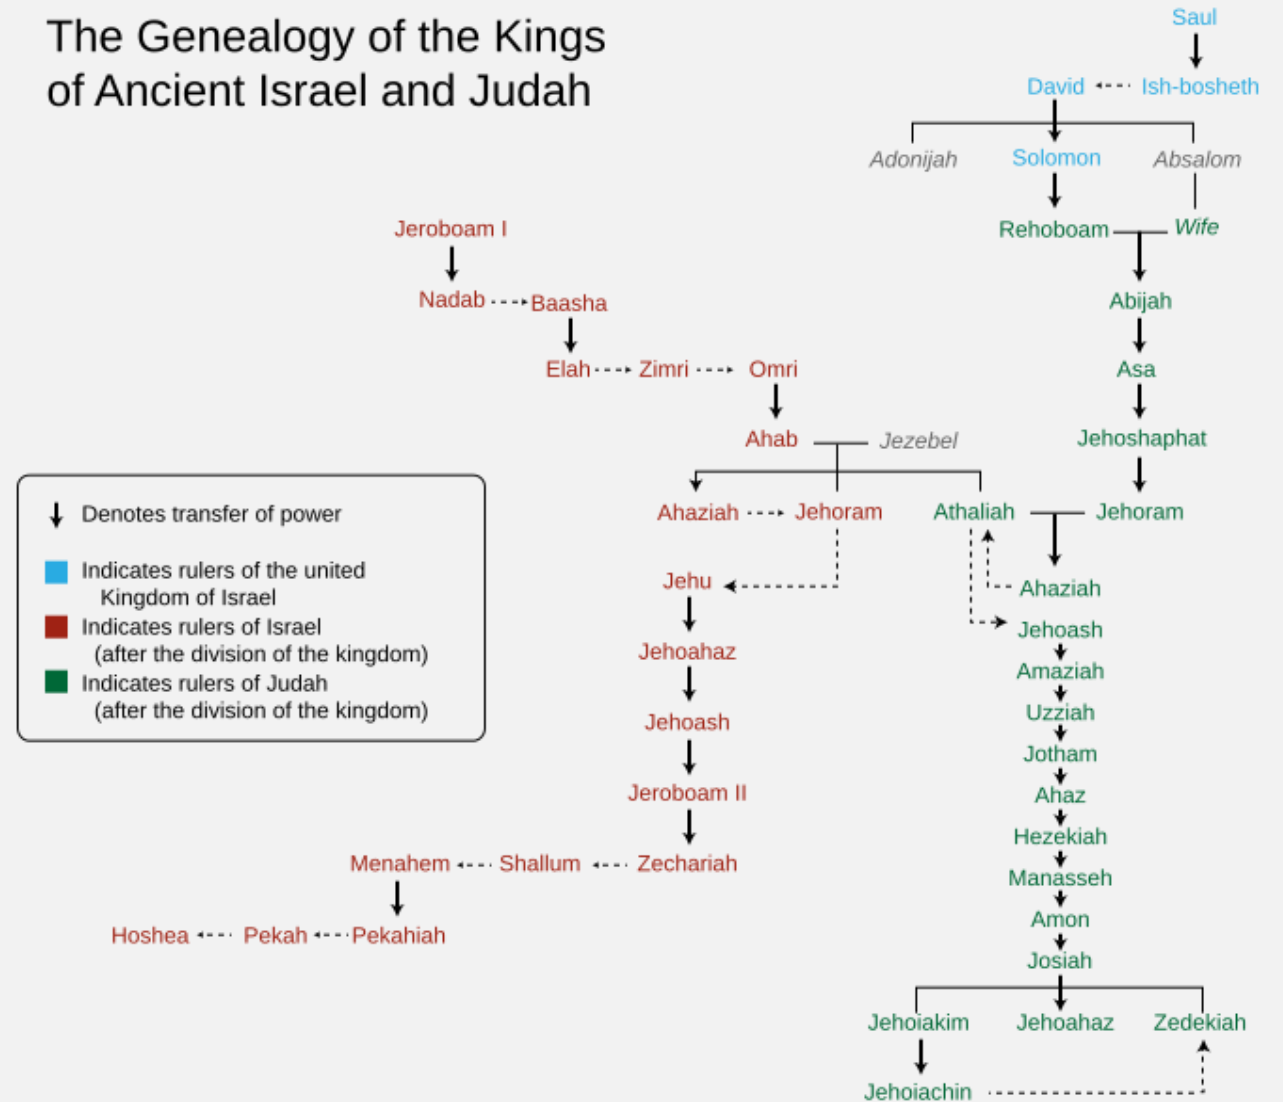 The Genealogy of the Kings
of Ancient Israel and Judah
Saul
David Ish-bosheth
Adonijah Solomon Absalom
Jeroboam I Rehoboam Wife
Nadab Baasha Abijah
Elah Zimri Omri Asa
Ahab Jezebel Jehoshaphat
Ahaziah Jehoram Athaliah Jehoram
Jehu Ahaziah
Jehoash
Jehoahaz
Amaziah
Jehoash Uzziah
Jotham
Jeroboam II Ahaz
Hezekiah
Menahem Shallum Zechariah
Manasseh
Amon
Hoshea Pekah Pekahiah
Josiah
Jehoiakim Jehoahaz Zedekiah
Jehoiachin
Denotes transfer of power
Indicates rulers of the united
Kingdom of Israel
Indicates rulers of Israel
(after the division of the kingdom)
Indicates rulers of Judah
(after the division of the kingdom)